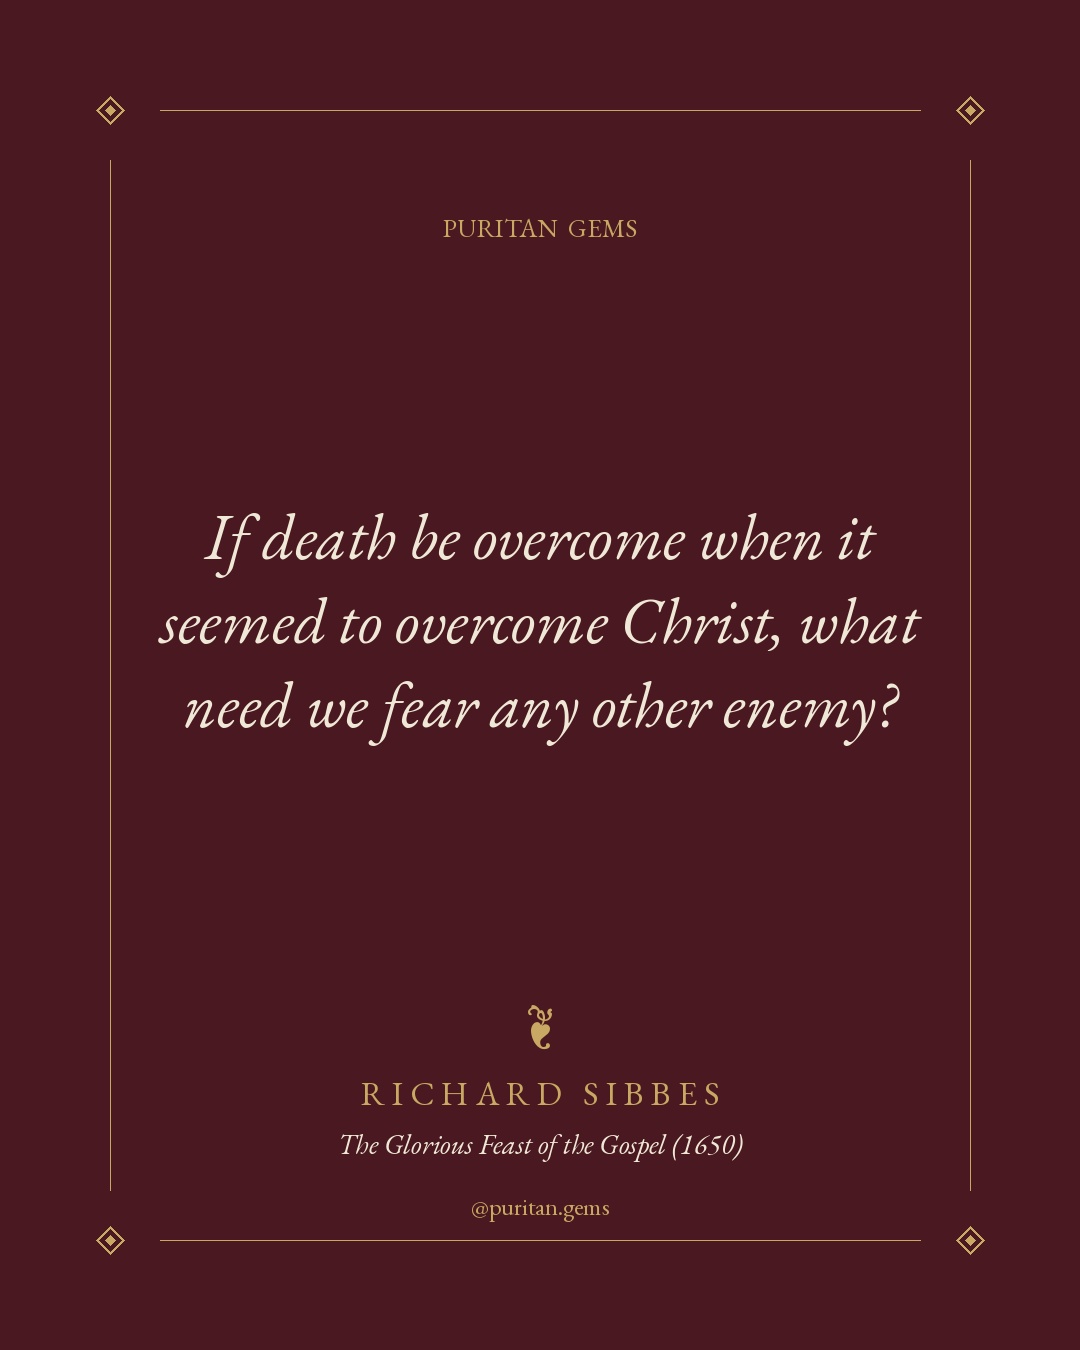 PURITAN GEMS
If death be overcome when it
seemed to overcome Christ, what
need we fear any other enemy?
RICHARD SIBBES
The Glorious Feast of the Gospel (1650)
@puritan.gems